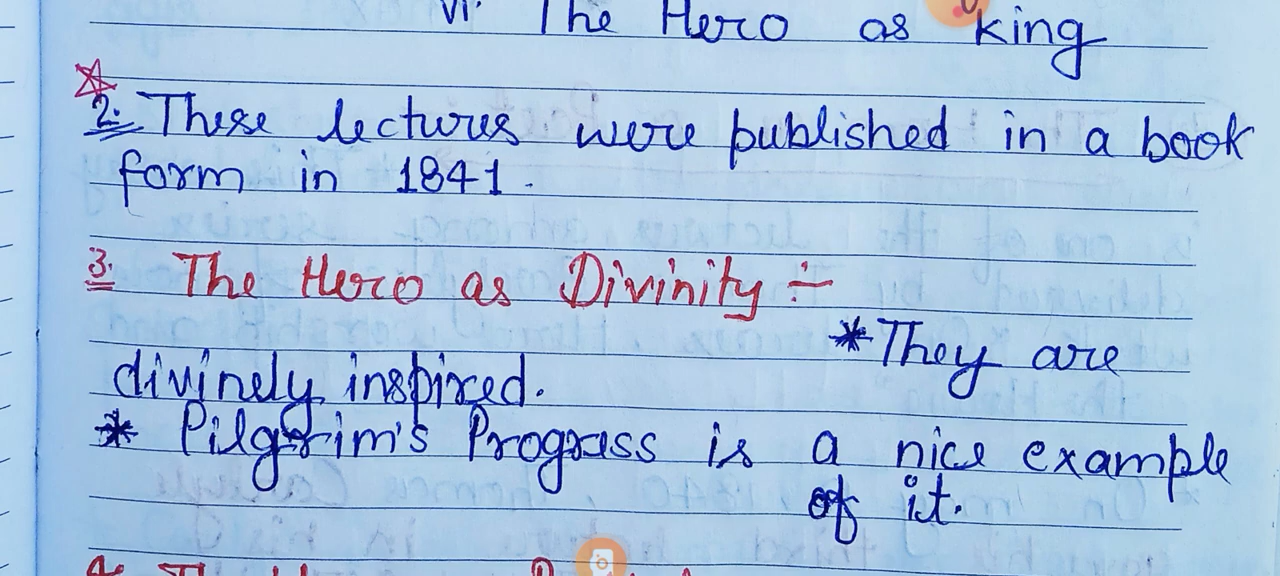 vi. The Hero as king
2. These lectures were published in a book
form in 1841.
3. The Hero as Divinity :-
* They are
divinely inspired.
* Pilgrim's Progress is a nice example
of it.